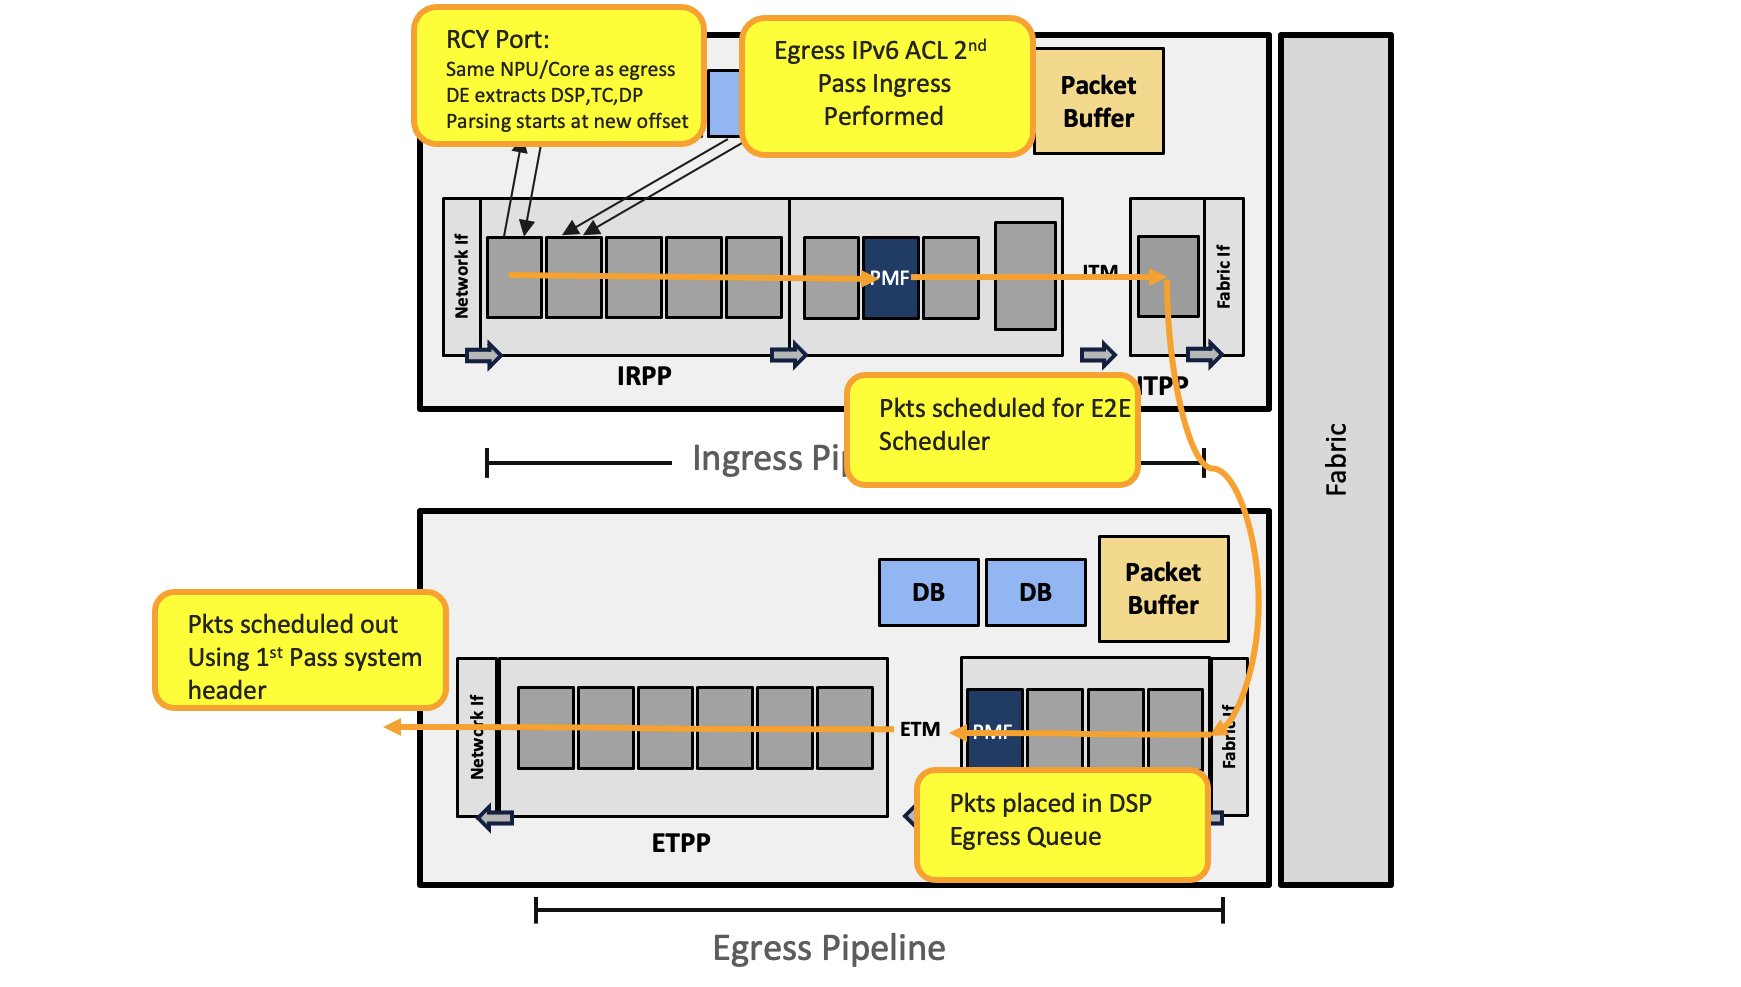 RCY Port:
Same NPU/Core as egress
DE extracts DSP,TC,DP
Parsing starts at new offset
Egress IPv6 ACL 2nd
Pass Ingress
Performed
Packet
Buffer
Network If
PMF
ITM
Fabric If
IRPP
ITPP
Pkts scheduled for E2E
Scheduler
Ingress Pip
Fabric
DB
DB
Packet
Buffer
Pkts scheduled out
Using 1st Pass system
header
Network If
ETM
PMF
Fabric If
ETPP
Pkts placed in DSP
Egress Queue
Egress Pipeline